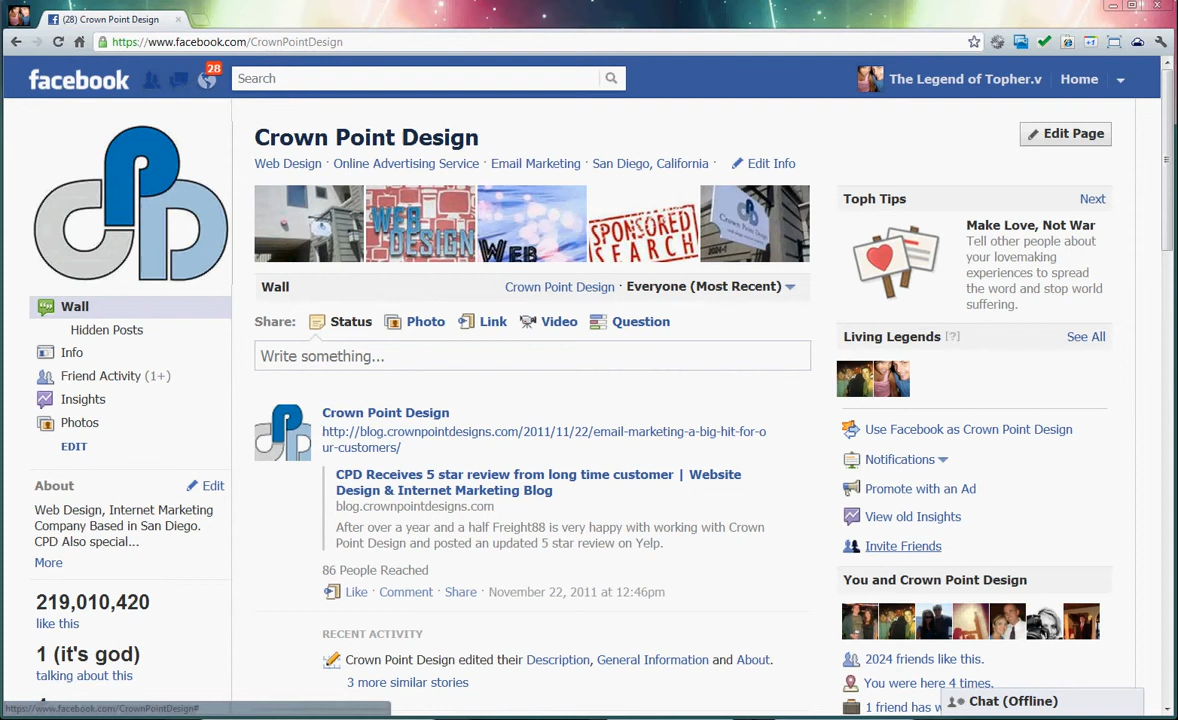 (28) Crown Point Design
https://www.facebook.com/CrownPointDesign
facebook
28
Search
The Legend of Topher.v
Home
CPD
Crown Point Design
Edit Page
Web Design · Online Advertising Service · Email Marketing · San Diego, California ·
Edit Info
WEB DESIGN
WEB
SPONSORED SEARCH
Wall
Crown Point Design · Everyone (Most Recent)
Share:
Status
Photo
Link
Video
Question
Write something...
Wall
Hidden Posts
Info
Friend Activity (1+)
Insights
Photos
EDIT
About
Edit
Web Design, Internet Marketing
Company Based in San Diego.
CPD Also special...
More
219,010,420
like this
1 (it's god)
talking about this
Crown Point Design
http://blog.crownpointdesigns.com/2011/11/22/email-marketing-a-big-hit-for-o
ur-customers/
CPD Receives 5 star review from long time customer | Website
Design & Internet Marketing Blog
blog.crownpointdesigns.com
After over a year and a half Freight88 is very happy with working with Crown
Point Design and posted an updated 5 star review on Yelp.
86 People Reached
Like · Comment · Share · November 22, 2011 at 12:46pm
RECENT ACTIVITY
Crown Point Design edited their Description, General Information and About.
3 more similar stories
Toph Tips
Next
Make Love, Not War
Tell other people about
your lovemaking
experiences to spread
the word and stop world
suffering.
Living Legends [?]
See All
Use Facebook as Crown Point Design
Notifications
Promote with an Ad
View old Insights
Invite Friends
You and Crown Point Design
2024 friends like this.
You were here 4 times.
1 friend has w
Chat (Offline)
https://www.facebook.com/CrownPointDesign#